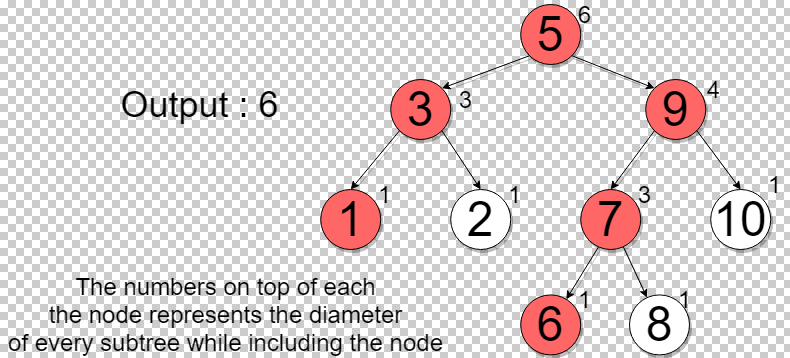 5 6
Output : 6
3 3
9 4
1 1
2 1
7 3
10 1
The numbers on top of each
the node represents the diameter
of every subtree while including the node
6 1
8 1